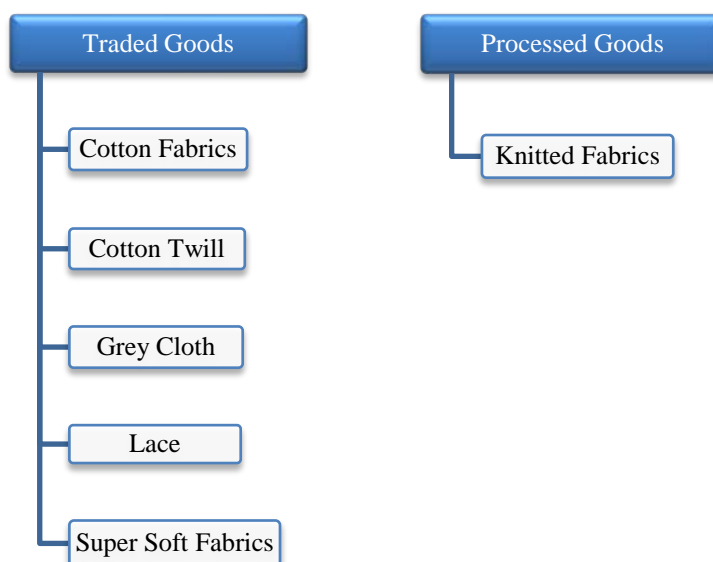 Traded Goods
Cotton Fabrics
Cotton Twill
Grey Cloth
Lace
Super Soft Fabrics
Processed Goods
Knitted Fabrics